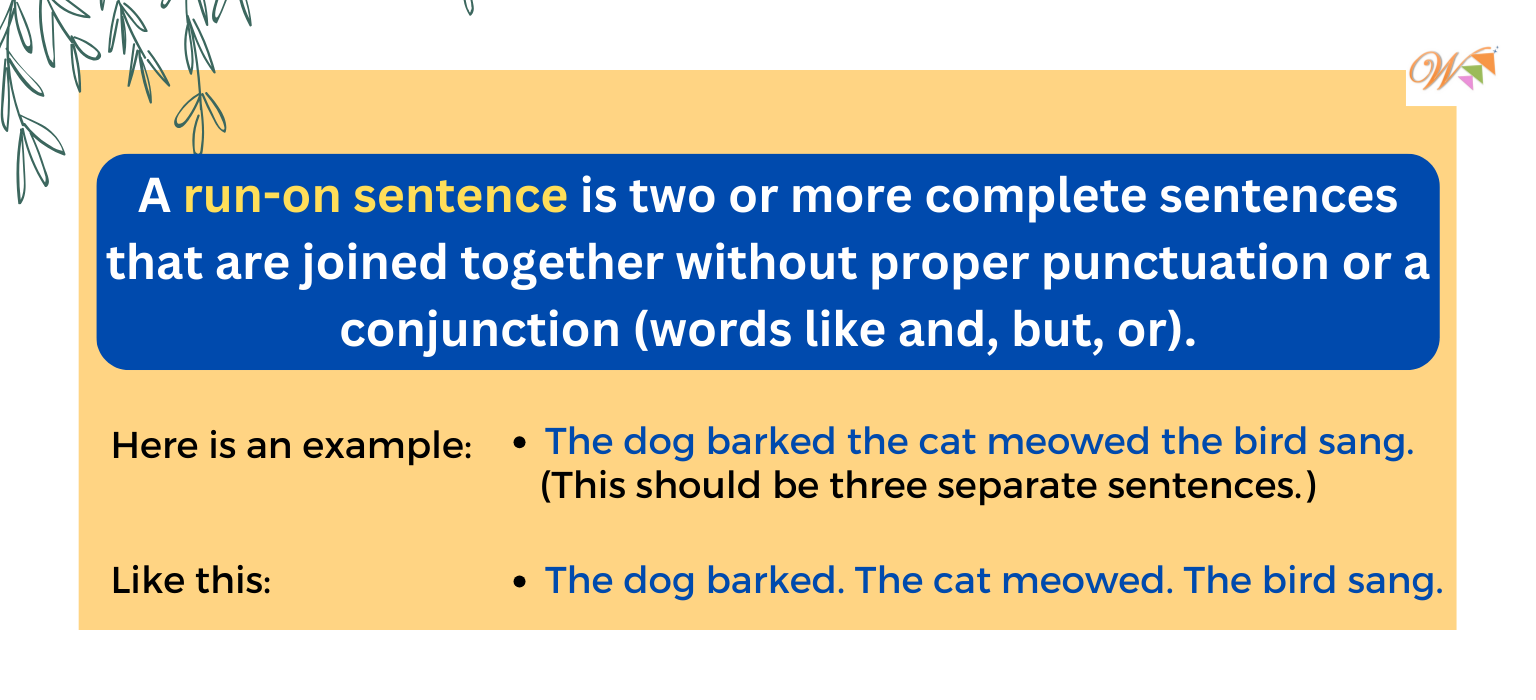 W
A run-on sentence is two or more complete sentences
that are joined together without proper punctuation or a
conjunction (words like and, but, or).
Here is an example:
• The dog barked the cat meowed the bird sang.
(This should be three separate sentences.)
Like this:
• The dog barked. The cat meowed. The bird sang.